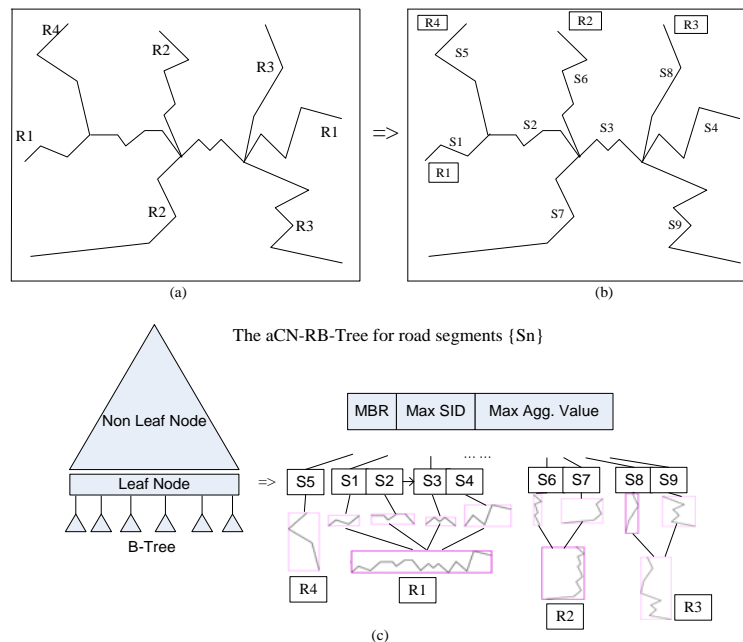 R4
R2
R3
R1
R1
R2
R3
(a)
=>
R4
R2
R3
S5
S6
S8
S1
S2
S3
S4
R1
S7
S9
(b)
The aCN-RB-Tree for road segments {Sn}
Non Leaf Node
Leaf Node
B-Tree
=>
MBR Max SID Max Agg. Value
... ...
S5 S1 S2 S3 S4 S6 S7 S8 S9
R4
R1
R2
R3
(c)